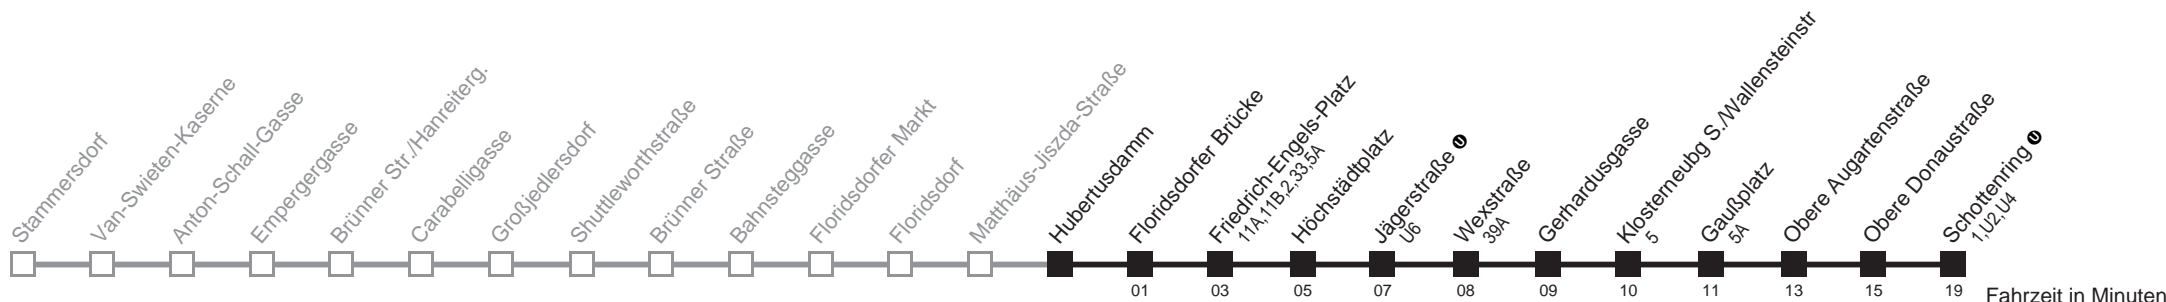 Stammersdorf
Van-Swieten-Kaserne
Anton-Schall-Gasse
Empergergasse
Brünner Str./Hanreiterg.
Carabelligasse
Großjedlersdorf
Shuttleworthstraße
Brünner Straße
Bahnsteggasse
Floridsdorfer Markt
Floridsdorf
Matthäus-Jiszda-Straße
Hubertusdamm
Floridsdorfer Brücke
Friedrich-Engels-Platz
11A,11B,2,33,5A
Höchstädtplatz
Jägerstraße U
U6
Wexstraße
39A
Gerhardusgasse
Klosterneubg S./Wallensteinstr
5
Gaußplatz
5A
Obere Augartenstraße
Obere Donaustraße
Schottenring U
1,U2,U4
01 03 05 07 08 09 10 11 13 15 19 Fahrzeit in Minuten